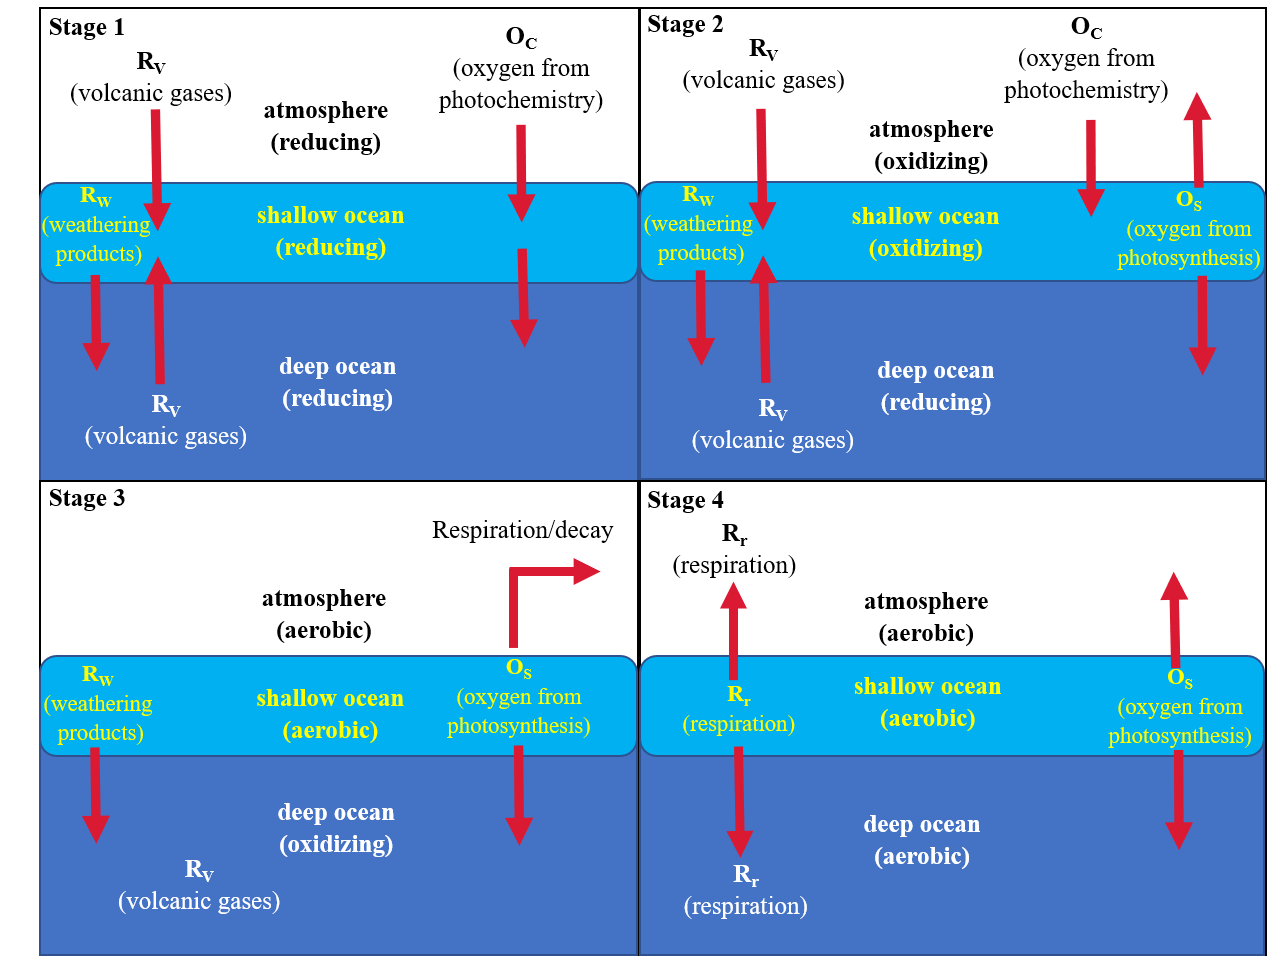 Stage 1
R_V
(volcanic gases)
O_C
(oxygen from
photochemistry)
atmosphere
(reducing)
R_W
(weathering
products)
shallow ocean
(reducing)
deep ocean
(reducing)
R_V
(volcanic gases)
Stage 2
R_V
(volcanic gases)
O_C
(oxygen from
photochemistry)
atmosphere
(oxidizing)
R_W
(weathering
products)
shallow ocean
(oxidizing)
O_S
(oxygen from
photosynthesis)
deep ocean
(reducing)
R_V
(volcanic gases)
Stage 3
Respiration/decay
atmosphere
(aerobic)
R_W
(weathering
products)
shallow ocean
(aerobic)
O_S
(oxygen from
photosynthesis)
deep ocean
(oxidizing)
R_V
(volcanic gases)
Stage 4
R_r
(respiration)
atmosphere
(aerobic)
R_r
(respiration)
shallow ocean
(aerobic)
O_S
(oxygen from
photosynthesis)
deep ocean
(aerobic)
R_r
(respiration)